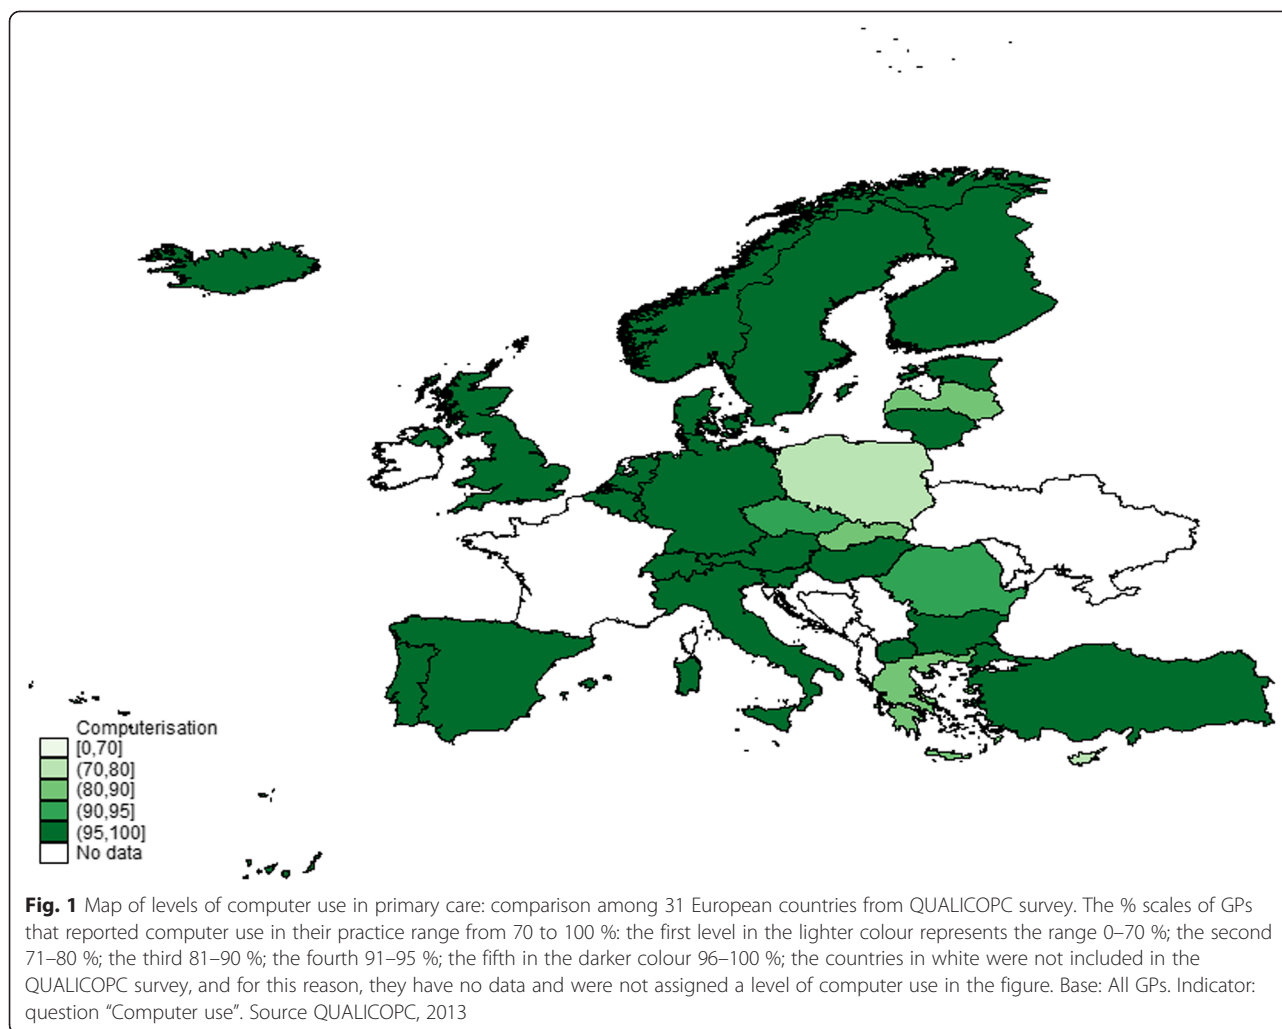 Computerisation
[0,70]
(70,80]
(80,90]
(90,95]
(95,100]
No data
Fig. 1 Map of levels of computer use in primary care: comparison among 31 European countries from QUALICOPC survey. The % scales of GPs
that reported computer use in their practice range from 70 to 100 %: the first level in the lighter colour represents the range 0–70 %; the second
71–80 %; the third 81–90 %; the fourth 91–95 %; the fifth in the darker colour 96–100 %; the countries in white were not included in the
QUALICOPC survey, and for this reason, they have no data and were not assigned a level of computer use in the figure. Base: All GPs. Indicator:
question “Computer use”. Source QUALICOPC, 2013